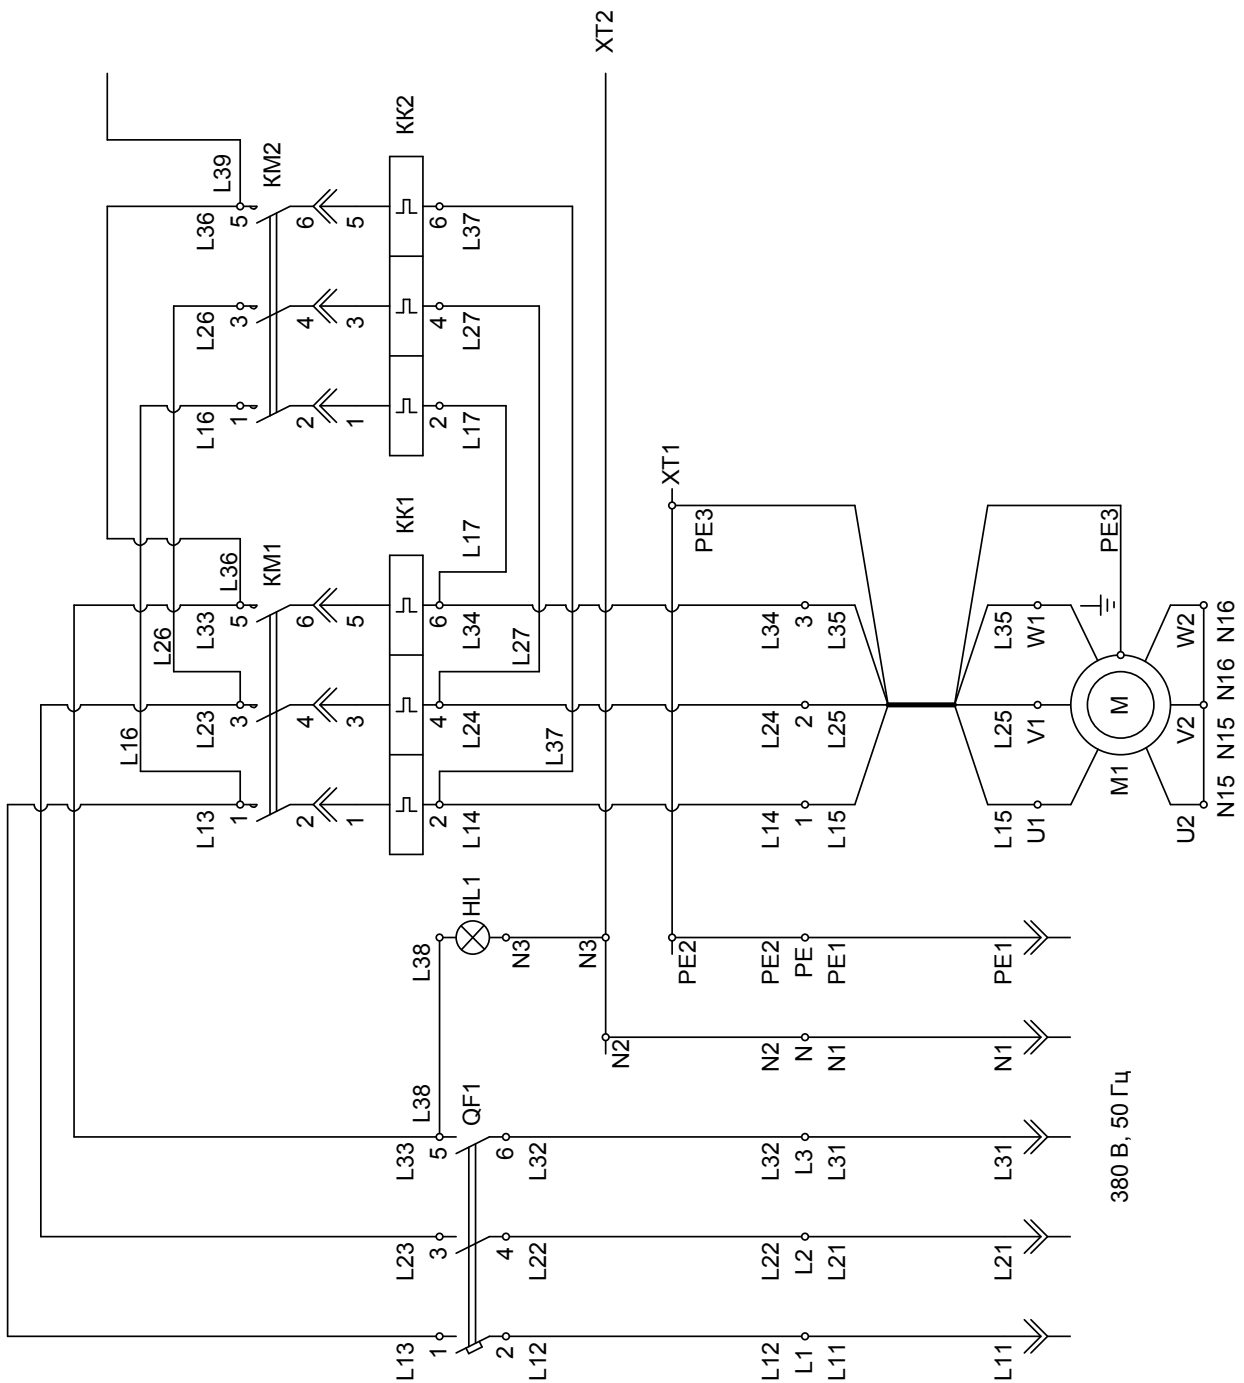 L16
L26
L13 L23 L33 L16 L26 L36
L36 L39
1 3 5 1 3 5
КМ1 КМ2
2 4 6 2 4 6
1 3 5 1 3 5
L13 L23 L33 КК1 КК2
L38 L38
1 3 5 2 4 6 2 4 6
QF1 HL1 L14 L24 L34 L17 L17 L27 L37
2 4 6
N3 L27
L12 L22 L32
L37
N3
XT2
N2
XT1
PE2
PE3
L12 L22 L32 N2 PE2 L14 L24 L34
L1 L2 L3 N PE 1 2 3
L11 L21 L31 N1 PE1 L15 L25 L35
L11 L21 L31 N1 PE1 L15 L25 L35
U1 V1 W1
PE3
380 В, 50 Гц
M1 M
U2 V2 W2
N15 N15 N16 N16